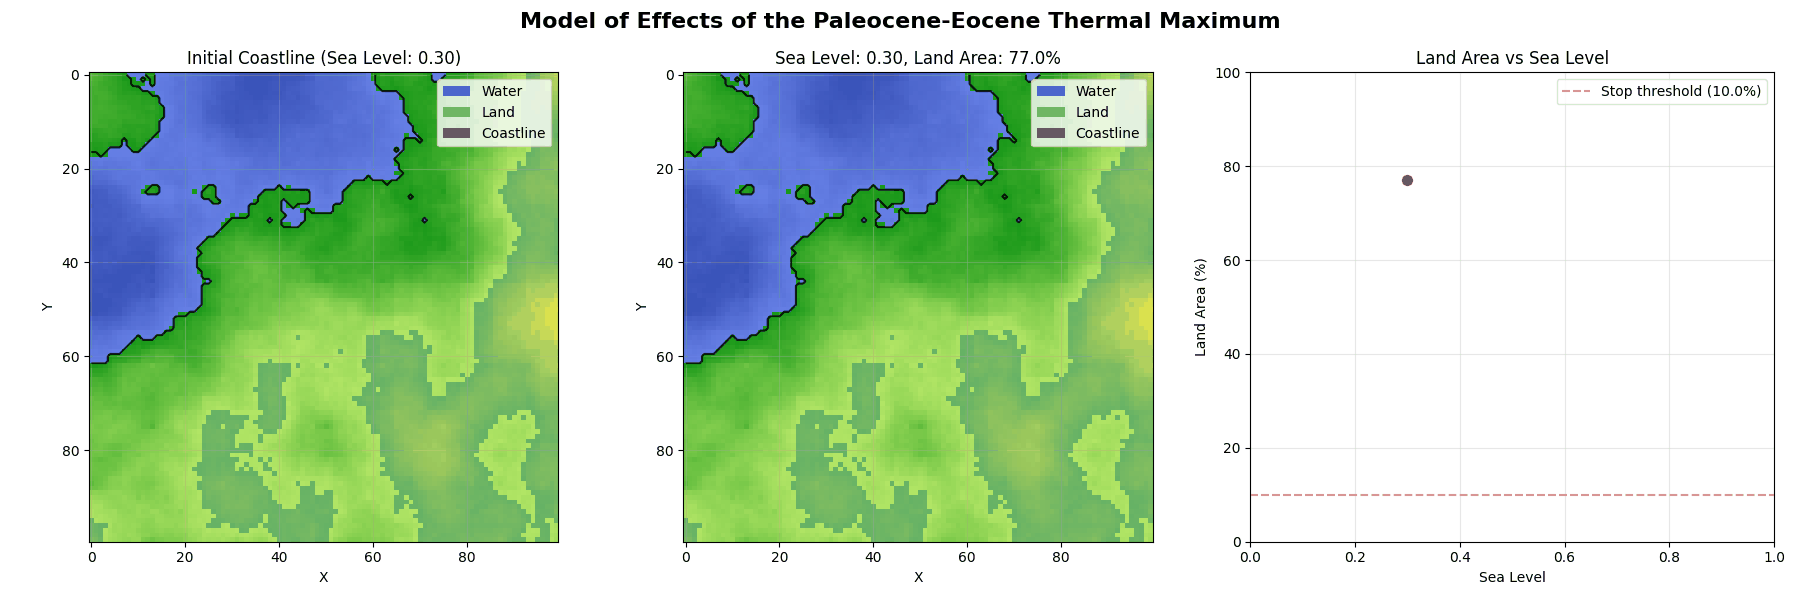 Model of Effects of the Paleocene-Eocene Thermal Maximum
Initial Coastline (Sea Level: 0.30)
0
20
40
60
80
Y
Water
Land
Coastline
0 20 40 60 80
X
Sea Level: 0.30, Land Area: 77.0%
0
20
40
60
80
Y
Water
Land
Coastline
0 20 40 60 80
X
Land Area vs Sea Level
100
80
60
40
20
0
Land Area (%)
Stop threshold (10.0%)
0.0 0.2 0.4 0.6 0.8 1.0
Sea Level